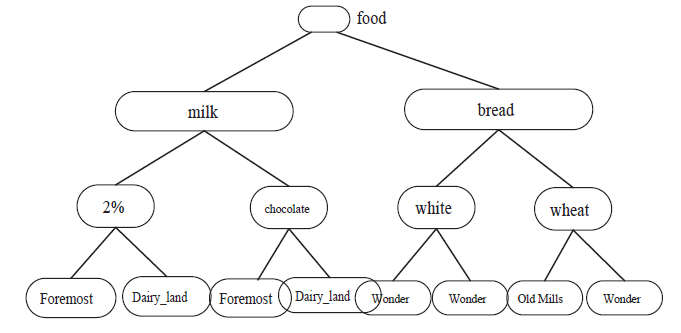 food
milk
bread
2%
chocolate
white
wheat
Foremost
Dairy_land
Foremost
Dairy_land
Wonder
Wonder
Old Mills
Wonder